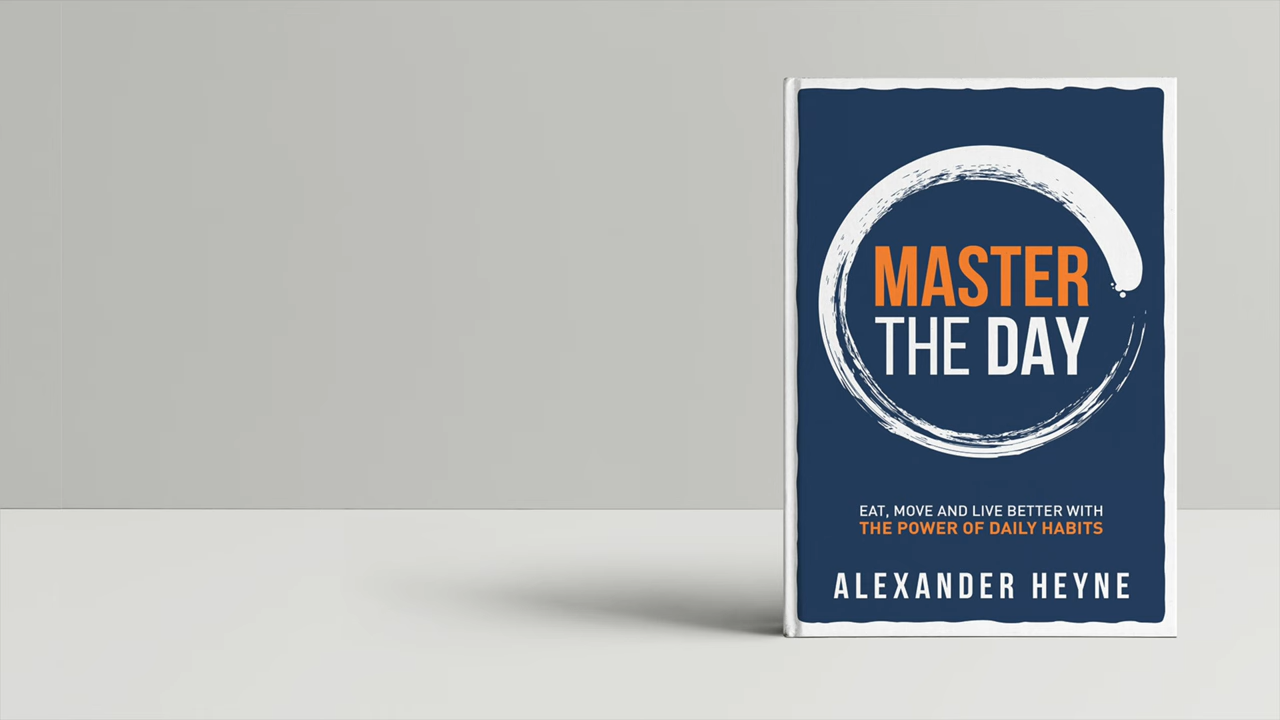 MASTER
THE DAY
EAT, MOVE AND LIVE BETTER WITH
THE POWER OF DAILY HABITS
ALEXANDER HEYNE